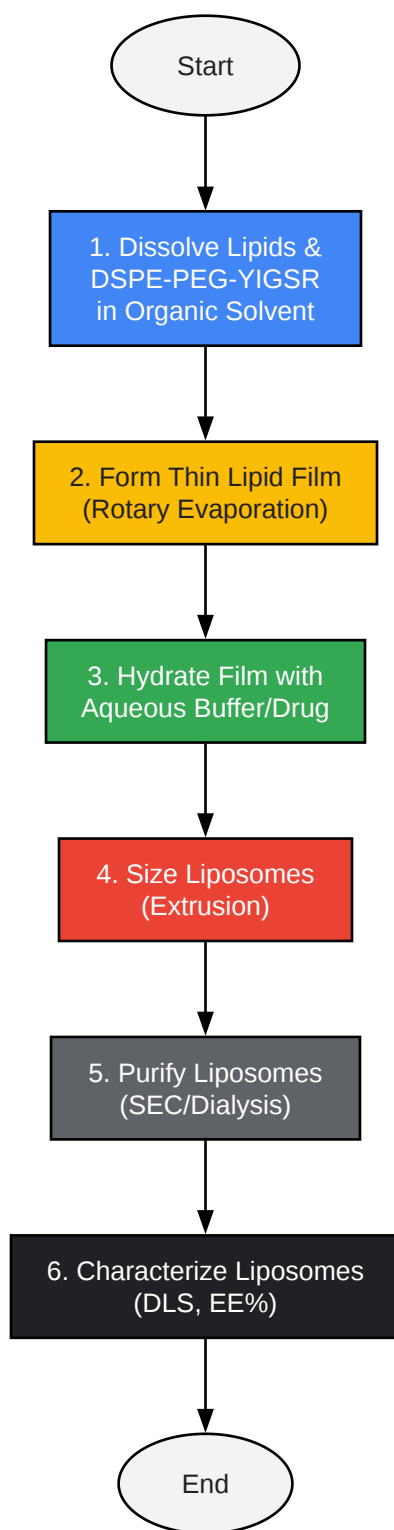 Start
1. Dissolve Lipids &
DSPE-PEG-YIGSR
in Organic Solvent
2. Form Thin Lipid Film
(Rotary Evaporation)
3. Hydrate Film with
Aqueous Buffer/Drug
4. Size Liposomes
(Extrusion)
5. Purify Liposomes
(SEC/Dialysis)
6. Characterize Liposomes
(DLS, EE%)
End